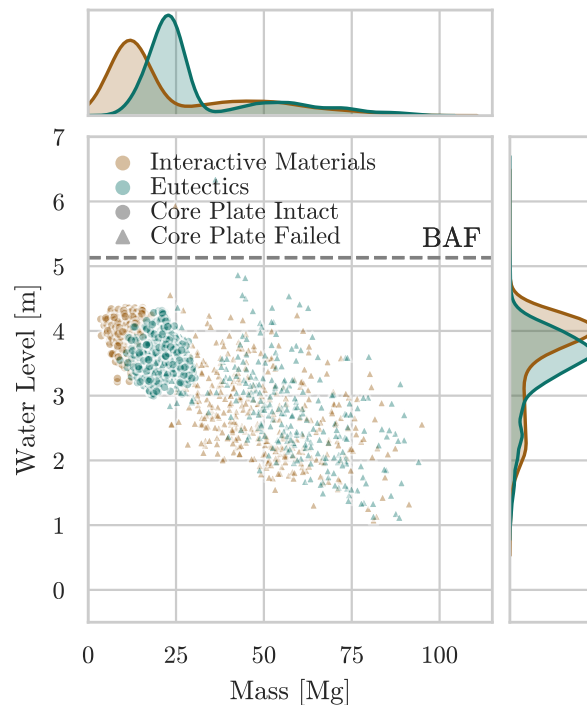 7
Interactive Materials
Eutectics
Core Plate Intact
Core Plate Failed
BAF
6
5
4
3
2
1
0
Water Level [m]
0 25 50 75 100
Mass [Mg]